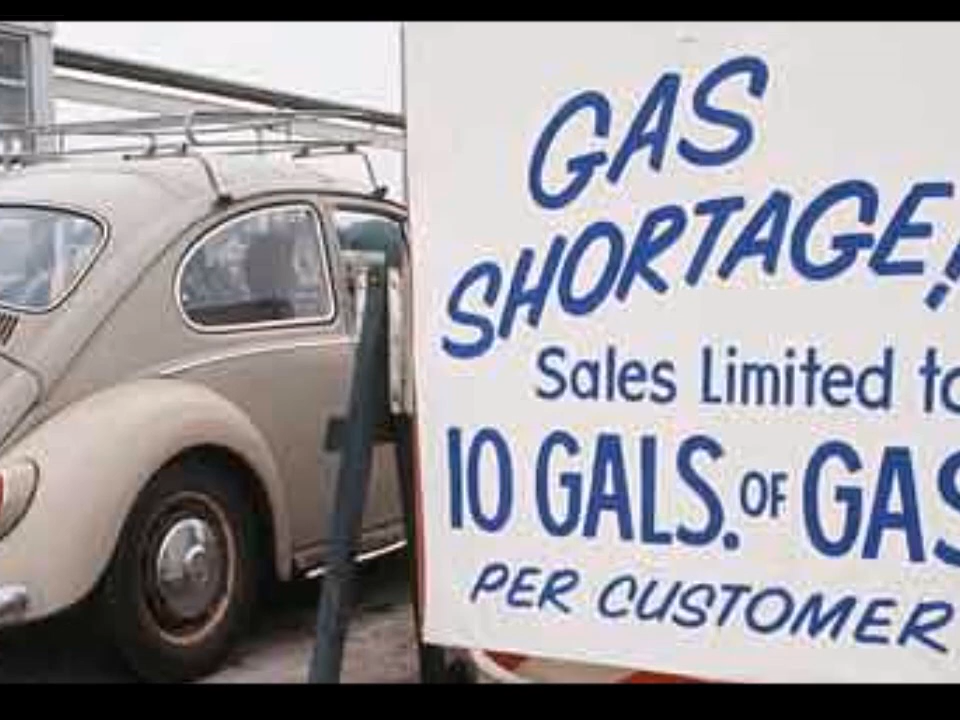 GAS
SHORTAGE!
Sales Limited to
10 GALS. OF GAS
PER CUSTOMER